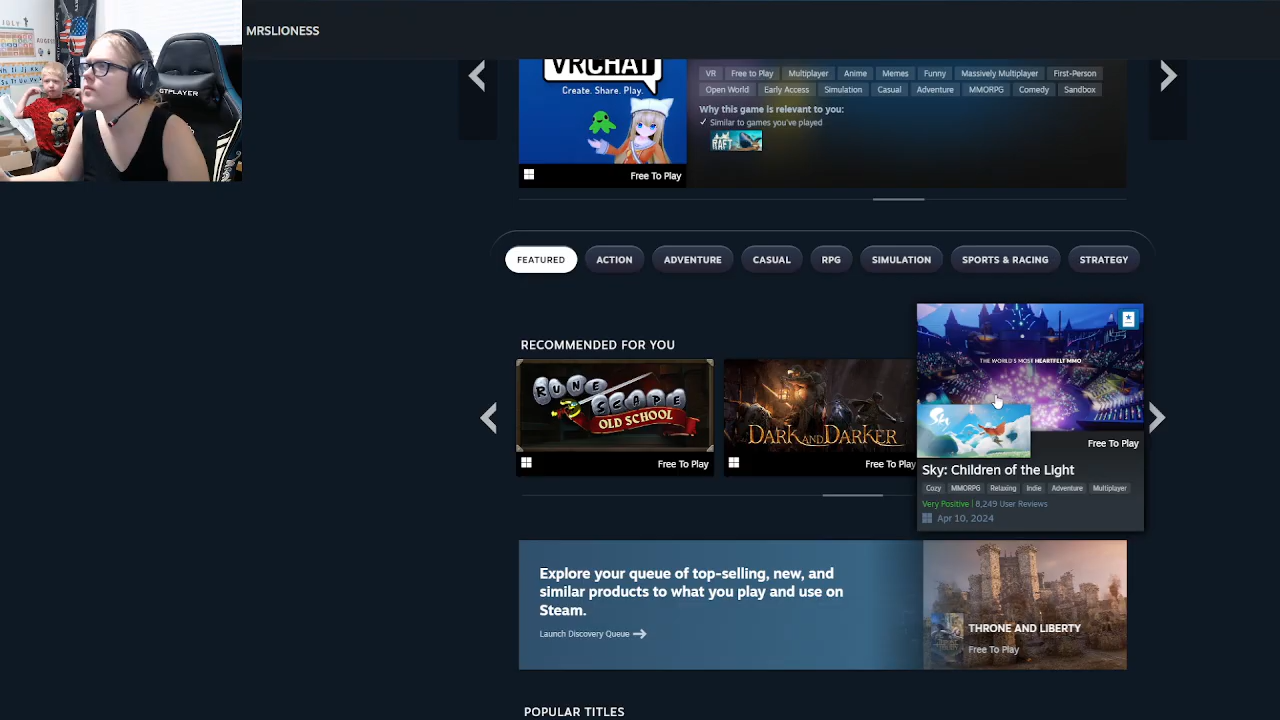 MRSLIONESS
GTPLAYER
VRCHAT
Create. Share. Play.
Free To Play
VR Free to Play Multiplayer Anime Memes Funny Massively Multiplayer First-Person
Open World Early Access Simulation Casual Adventure MMORPG Comedy Sandbox
Why this game is relevant to you:
✓ Similar to games you've played
RAFT
FEATURED ACTION ADVENTURE CASUAL RPG SIMULATION SPORTS & RACING STRATEGY
RECOMMENDED FOR YOU
RUNESCAPE
OLD SCHOOL
Free To Play
DARK AND DARKER
Free To Play
THE WORLD'S MOST HEARTFELT MMO
Sky
Free To Play
Sky: Children of the Light
Cozy MMORPG Relaxing Indie Adventure Multiplayer
Very Positive | 8,249 User Reviews
Apr 10, 2024
Explore your queue of top-selling, new, and
similar products to what you play and use on
Steam.
Launch Discovery Queue
THRONE AND LIBERTY
Free To Play
POPULAR TITLES